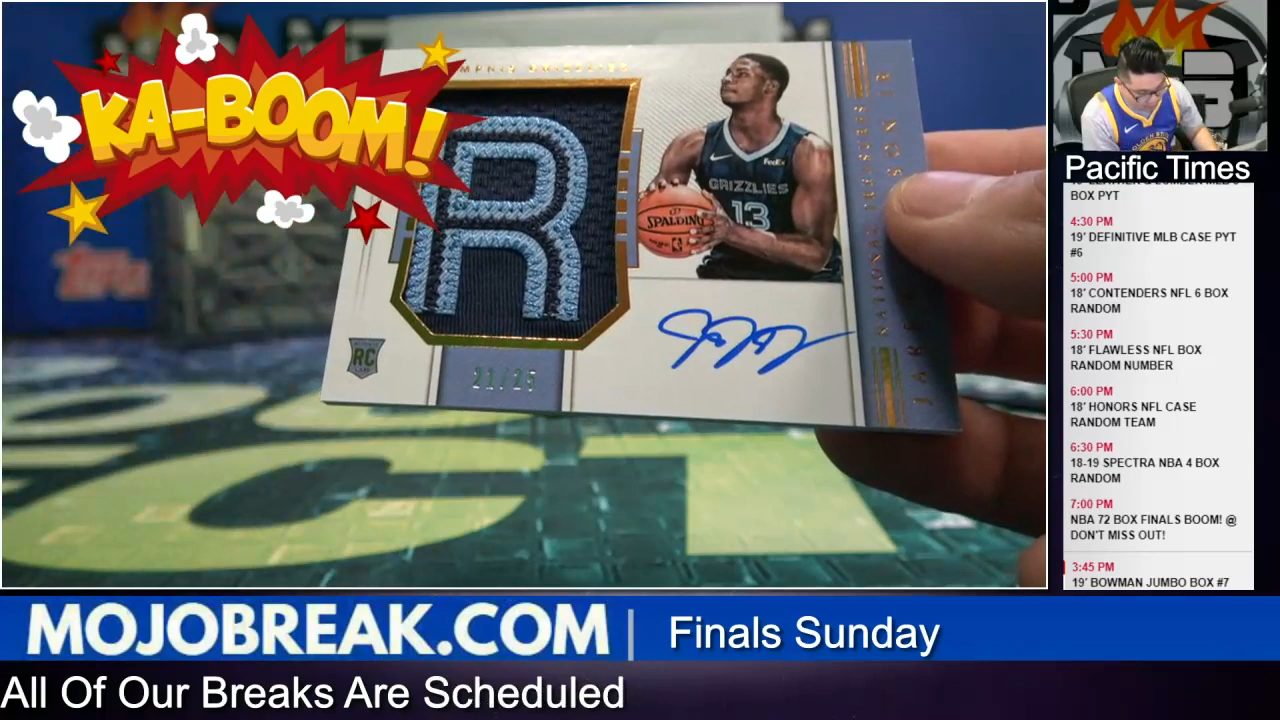 KA-BOOM!
R
FedEx
GRIZZLIES
13
SPALDING
RC
21/25
Pacific Times
BOX PYT
4:30 PM
19' DEFINITIVE MLB CASE PYT
#6
5:00 PM
18' CONTENDERS NFL 6 BOX
RANDOM
5:30 PM
18' FLAWLESS NFL BOX
RANDOM NUMBER
6:00 PM
18' HONORS NFL CASE
RANDOM TEAM
6:30 PM
18-19 SPECTRA NBA 4 BOX
RANDOM
7:00 PM
NBA 72 BOX FINALS BOOM! @
DON'T MISS OUT!
3:45 PM
19' BOWMAN JUMBO BOX #7
MOJOBREAK.COM | Finals Sunday
All Of Our Breaks Are Scheduled